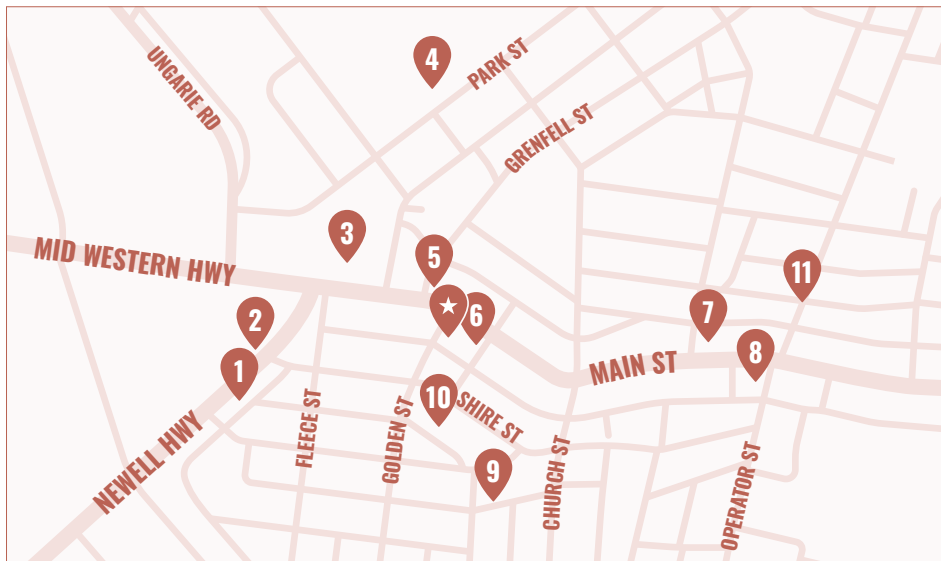 4
PARK ST
UNGARIE RD
GRENFELL ST
3
5
MID WESTERN HWY
11
★
6
7
2
8
1
MAIN ST
10
SHIRE ST
FLEECE ST
GOLDEN ST
NEWELL HWY
9
CHURCH ST
OPERATOR ST